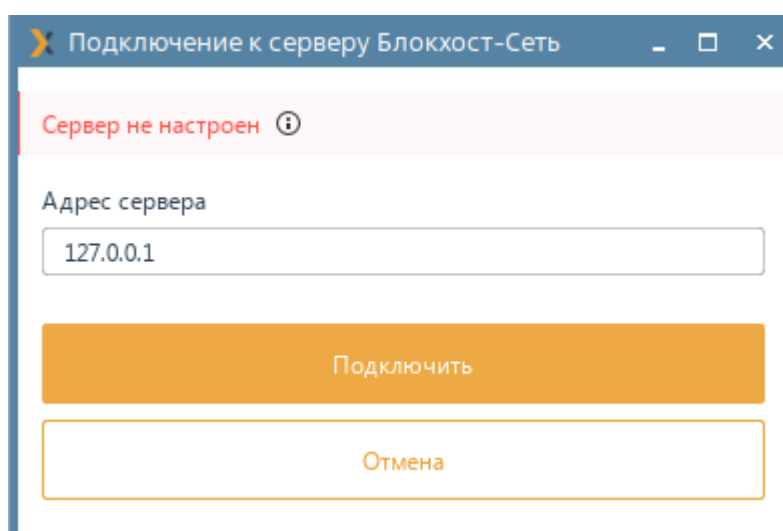 Подключение к серверу Блокхост-Сеть
Сервер не настроен
Адрес сервера
127.0.0.1
Подключить
Отмена